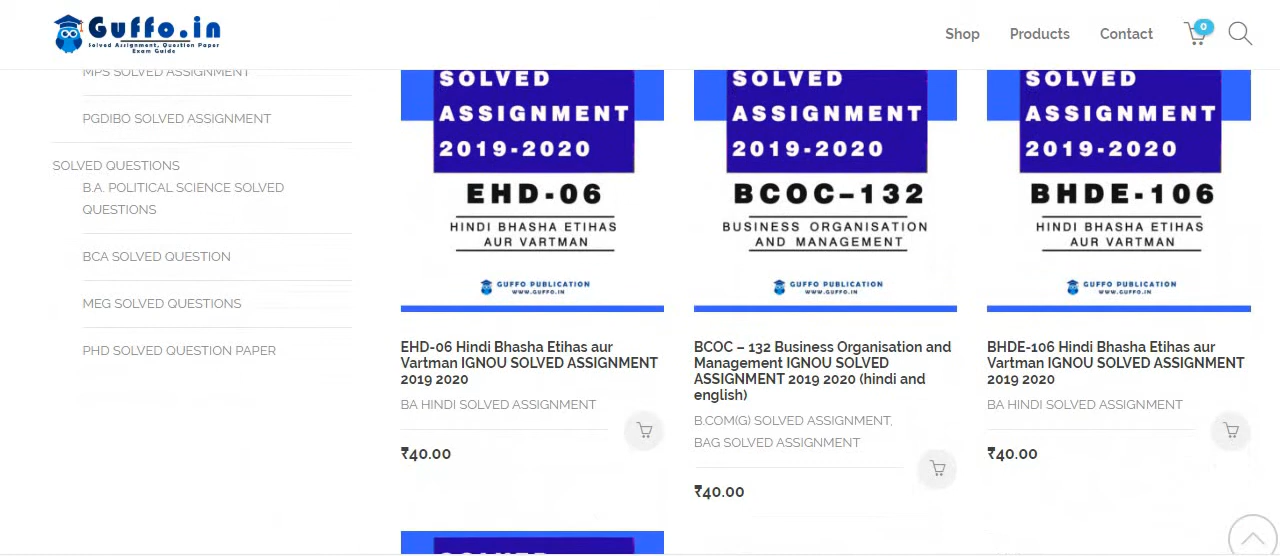 Guffo.in
Solved Assignment, Question Paper
Exam Guide
Shop
Products
Contact
0
MPS SOLVED ASSIGNMENT
PGDIBO SOLVED ASSIGNMENT
SOLVED QUESTIONS
B.A. POLITICAL SCIENCE SOLVED
QUESTIONS
BCA SOLVED QUESTION
MEG SOLVED QUESTIONS
PHD SOLVED QUESTION PAPER
SOLVED
ASSIGNMENT
2019-2020
EHD-06
HINDI BHASHA ETIHAS
AUR VARTMAN
GUFFO PUBLICATION
WWW.GUFFO.IN
EHD-06 Hindi Bhasha Etihas aur
Vartman IGNOU SOLVED ASSIGNMENT
2019 2020
BA HINDI SOLVED ASSIGNMENT
₹40.00
SOLVED
ASSIGNMENT
2019-2020
BCOC–132
BUSINESS ORGANISATION
AND MANAGEMENT
GUFFO PUBLICATION
WWW.GUFFO.IN
BCOC – 132 Business Organisation and
Management IGNOU SOLVED
ASSIGNMENT 2019 2020 (hindi and
english)
B.COM(G) SOLVED ASSIGNMENT,
BAG SOLVED ASSIGNMENT
₹40.00
SOLVED
ASSIGNMENT
2019-2020
BHDE-106
HINDI BHASHA ETIHAS
AUR VARTMAN
GUFFO PUBLICATION
WWW.GUFFO.IN
BHDE-106 Hindi Bhasha Etihas aur
Vartman IGNOU SOLVED ASSIGNMENT
2019 2020
BA HINDI SOLVED ASSIGNMENT
₹40.00